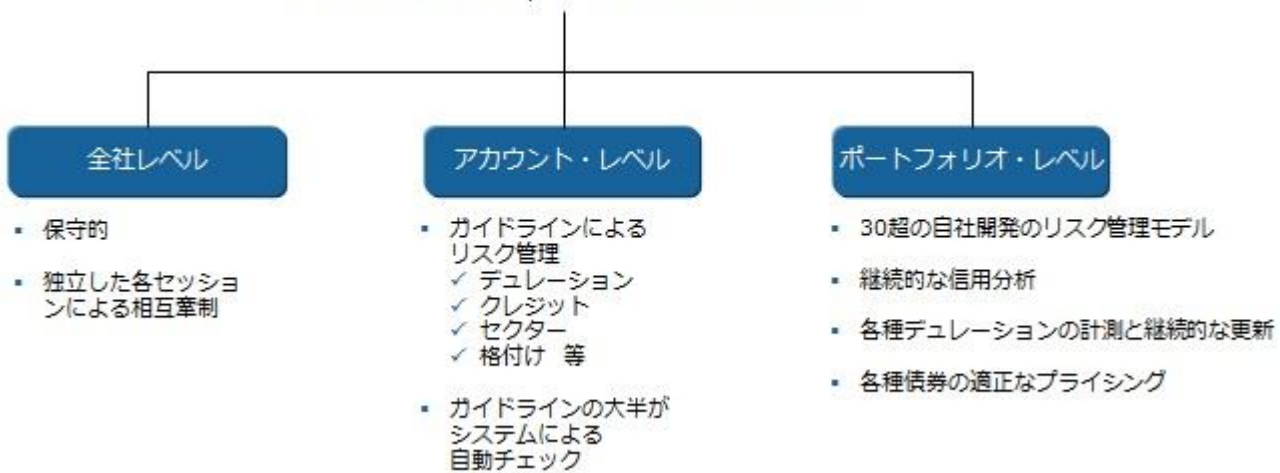 全社レベル
保守的
独立した各セッショ
ンによる相互牽制
アカウント・レベル
ガイドラインによる
リスク管理
✓ デュレーション
✓ クレジット
✓ セクター
✓ 格付け 等
ガイドラインの大半が
システムによる
自動チェック
ポートフォリオ・レベル
30超の自社開発のリスク管理モデル
継続的な信用分析
各種デュレーションの計測と継続的な更新
各種債券の適正なプライシング